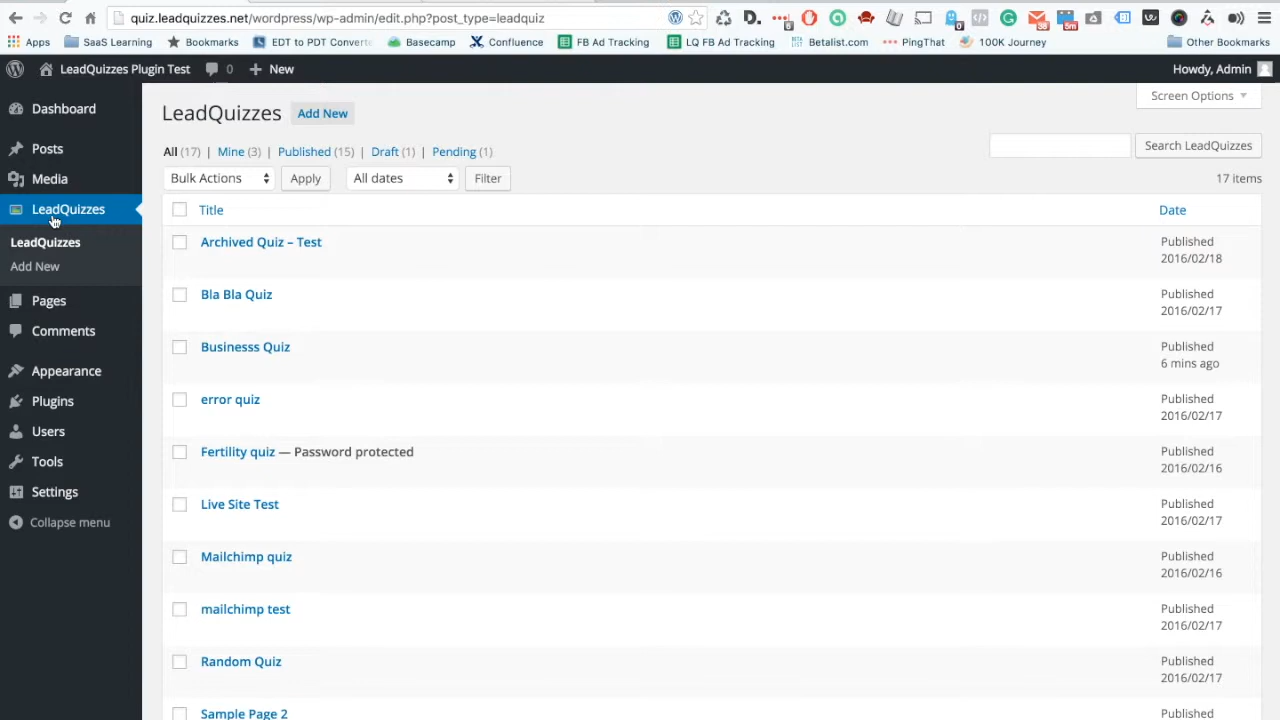 quiz.leadquizzes.net/wordpress/wp-admin/edit.php?post_type=leadquiz
6
0
38
5m
Apps
SaaS Learning
Bookmarks
EDT to PDT Converte
Basecamp
Confluence
FB Ad Tracking
LQ FB Ad Tracking
Betalist.com
PingThat
100K Journey
Other Bookmarks
LeadQuizzes Plugin Test
0
New
Howdy, Admin
Dashboard
Posts
Media
LeadQuizzes
LeadQuizzes
Add New
Pages
Comments
Appearance
Plugins
Users
Tools
Settings
Collapse menu
LeadQuizzes Add New
Screen Options
All (17) | Mine (3) | Published (15) | Draft (1) | Pending (1)
Search LeadQuizzes
Bulk Actions Apply All dates Filter
17 items
Title Date
Archived Quiz – Test Published
2016/02/18
Bla Bla Quiz Published
2016/02/17
Businesss Quiz Published
6 mins ago
error quiz Published
2016/02/17
Fertility quiz — Password protected Published
2016/02/16
Live Site Test Published
2016/02/17
Mailchimp quiz Published
2016/02/16
mailchimp test Published
2016/02/17
Random Quiz Published
2016/02/17
Sample Page 2 Published